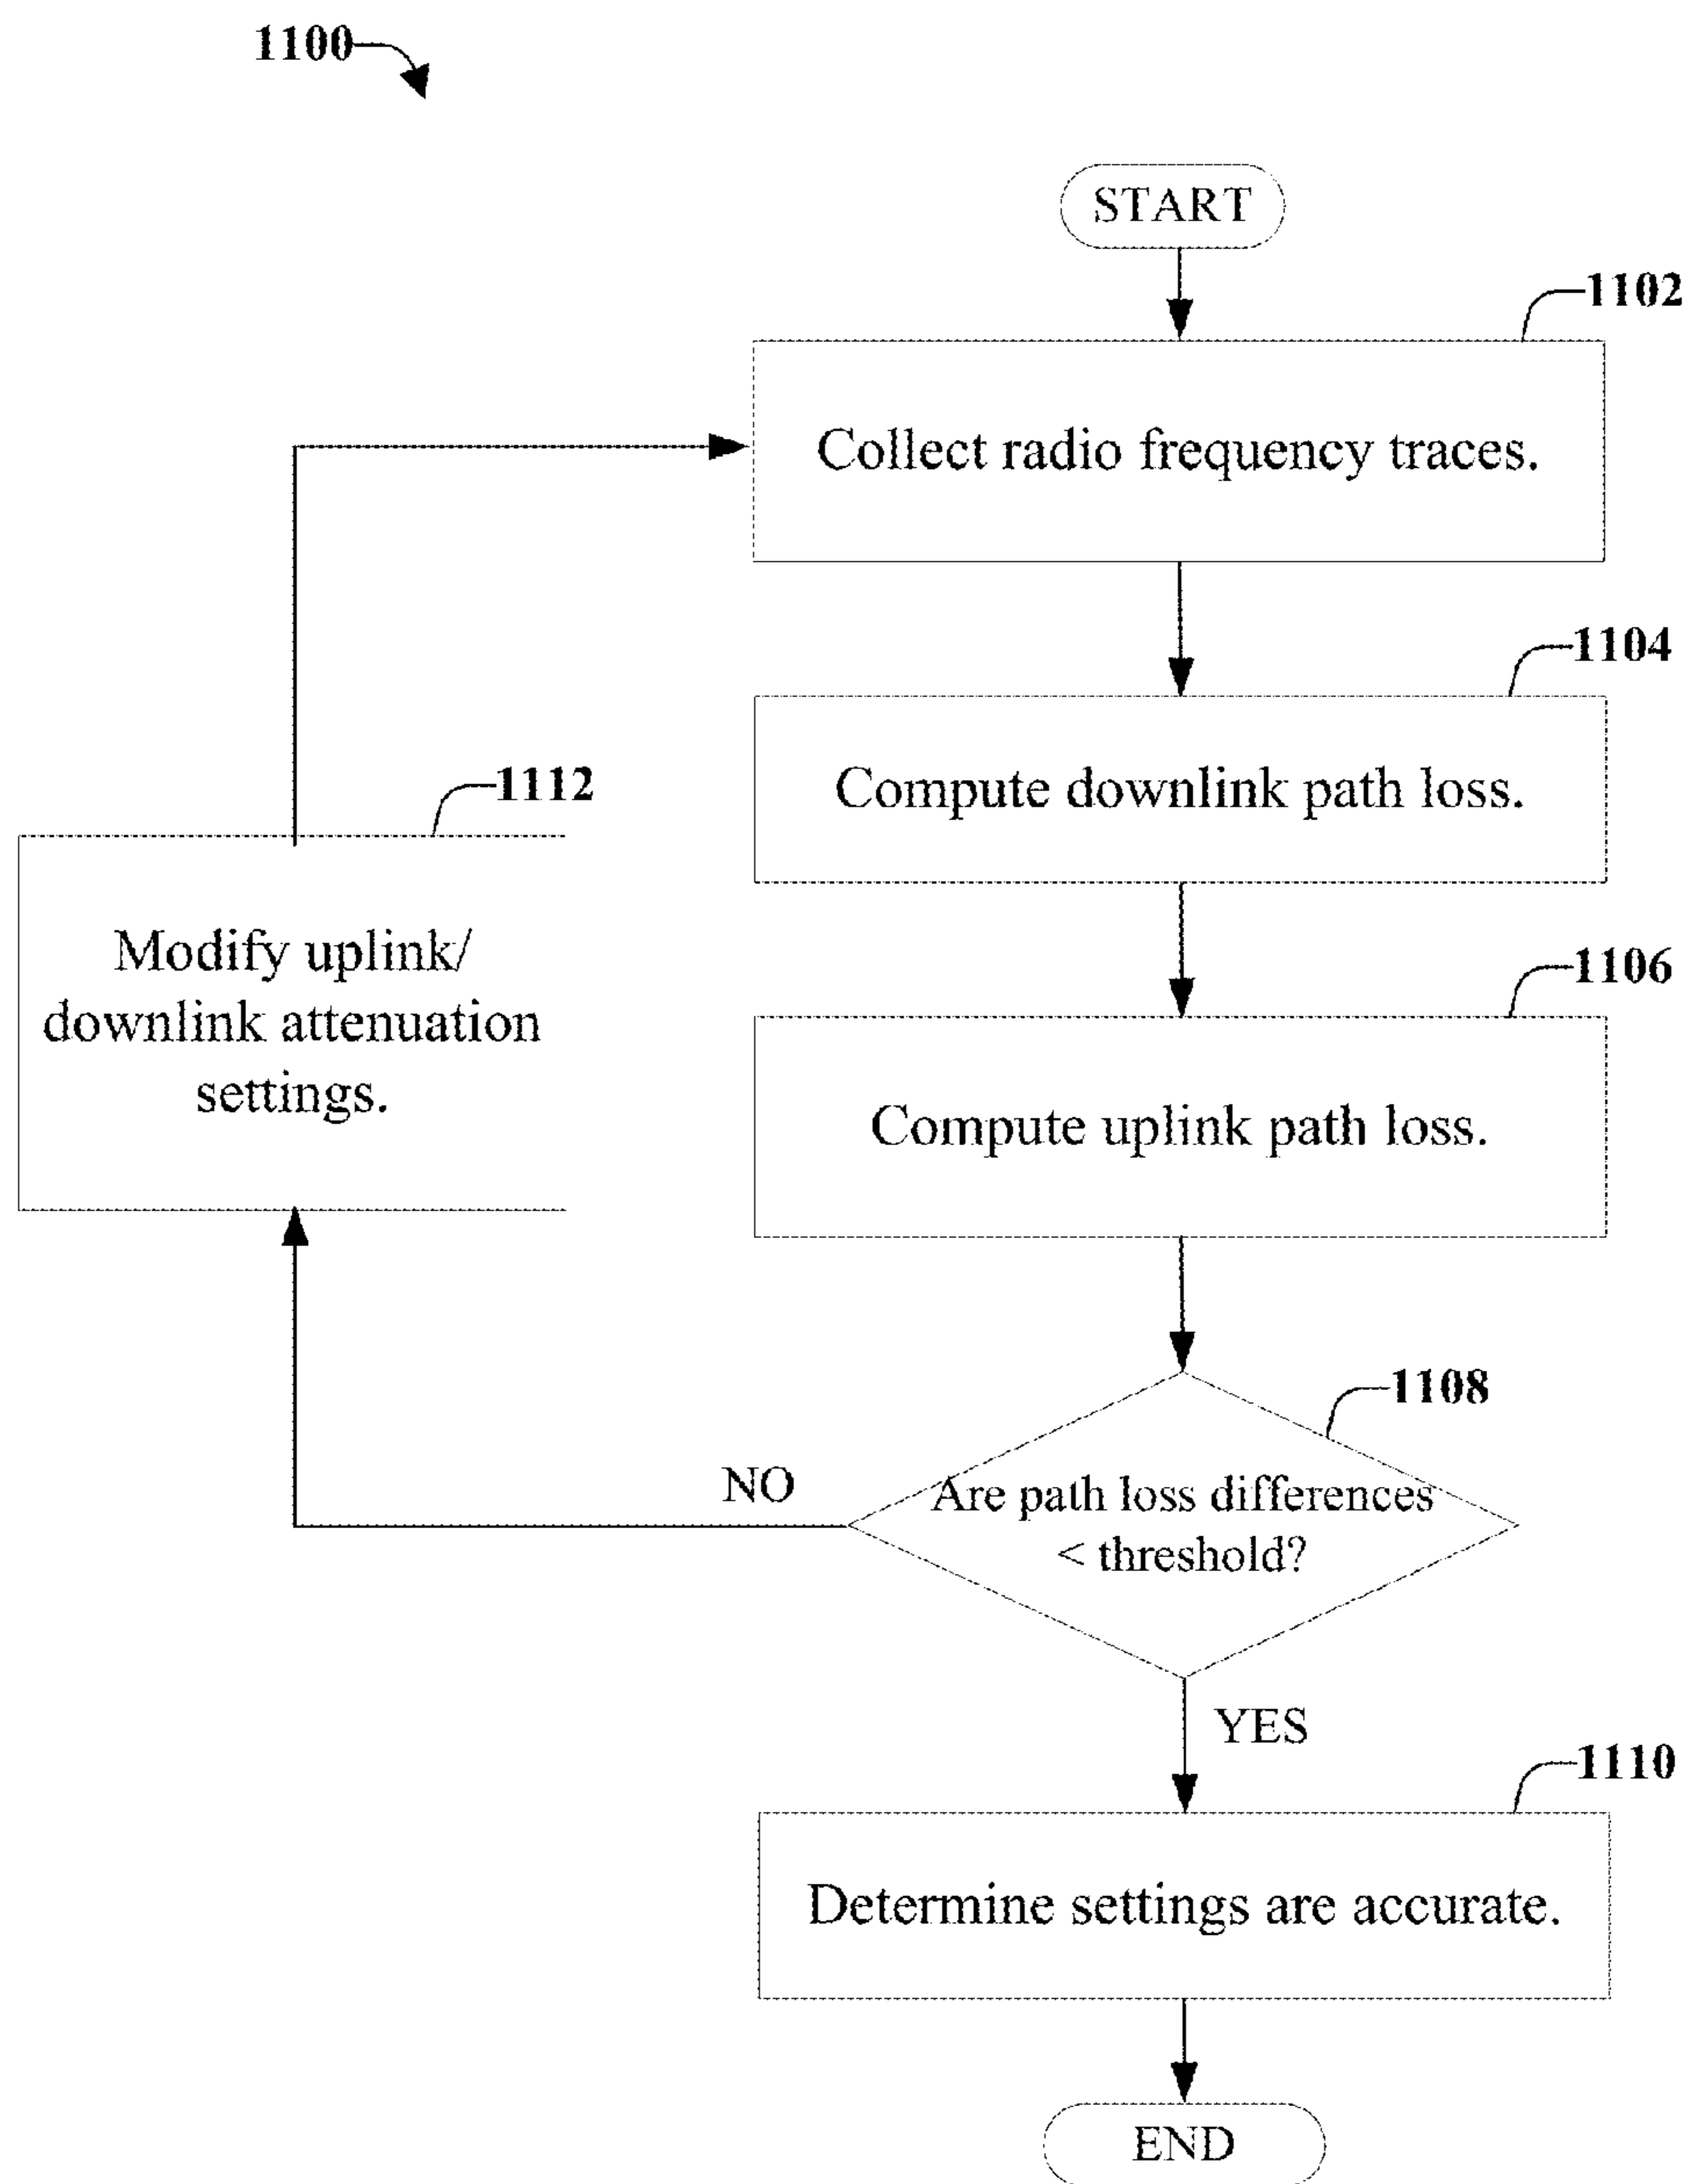 1100
START
1102
Collect radio frequency traces.
1104
Compute downlink path loss.
1112
Modify uplink/
downlink attenuation
settings.
1106
Compute uplink path loss.
1108
Are path loss differences
< threshold?
NO
YES
1110
Determine settings are accurate.
END